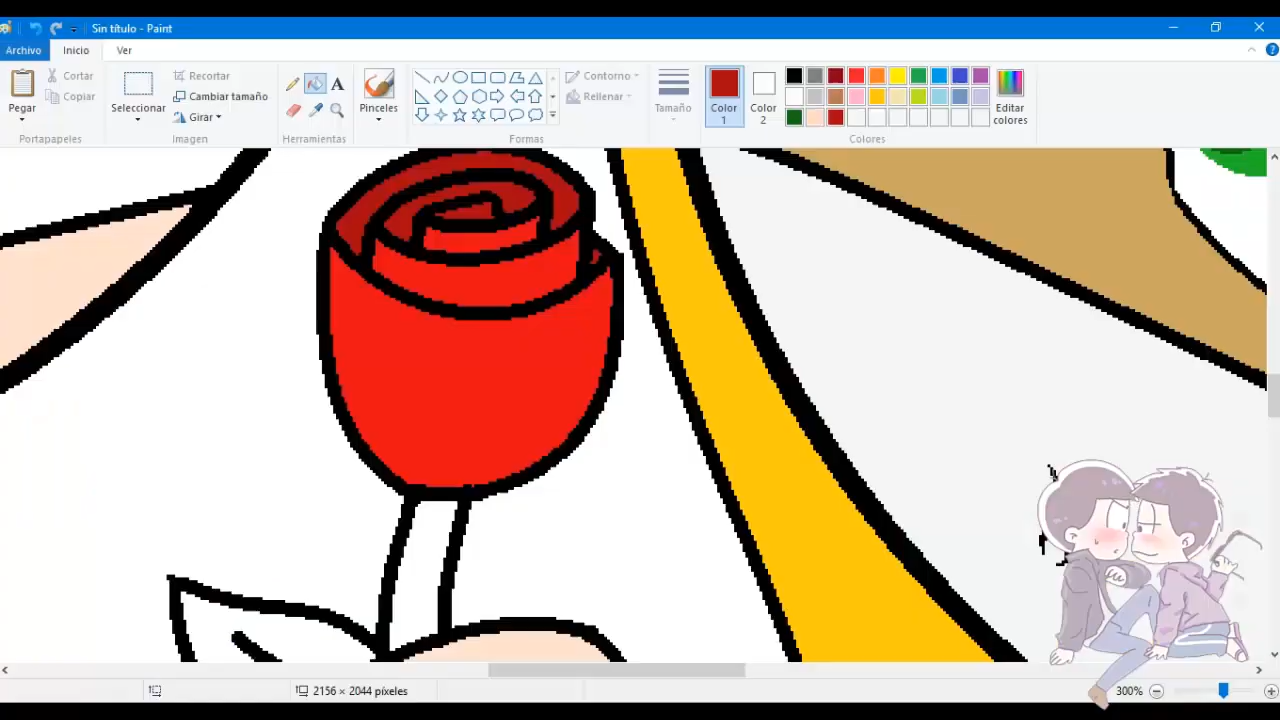 Sin título - Paint
Archivo Inicio Ver
Pegar
Cortar
Copiar
Portapapeles
Seleccionar
Recortar
Cambiar tamaño
Girar
Imagen
A
Herramientas
Pinceles
Contorno
Rellenar
Formas
Tamaño
Color
1
Color
2
Editar
colores
Colores
2156 × 2044 píxeles
300%